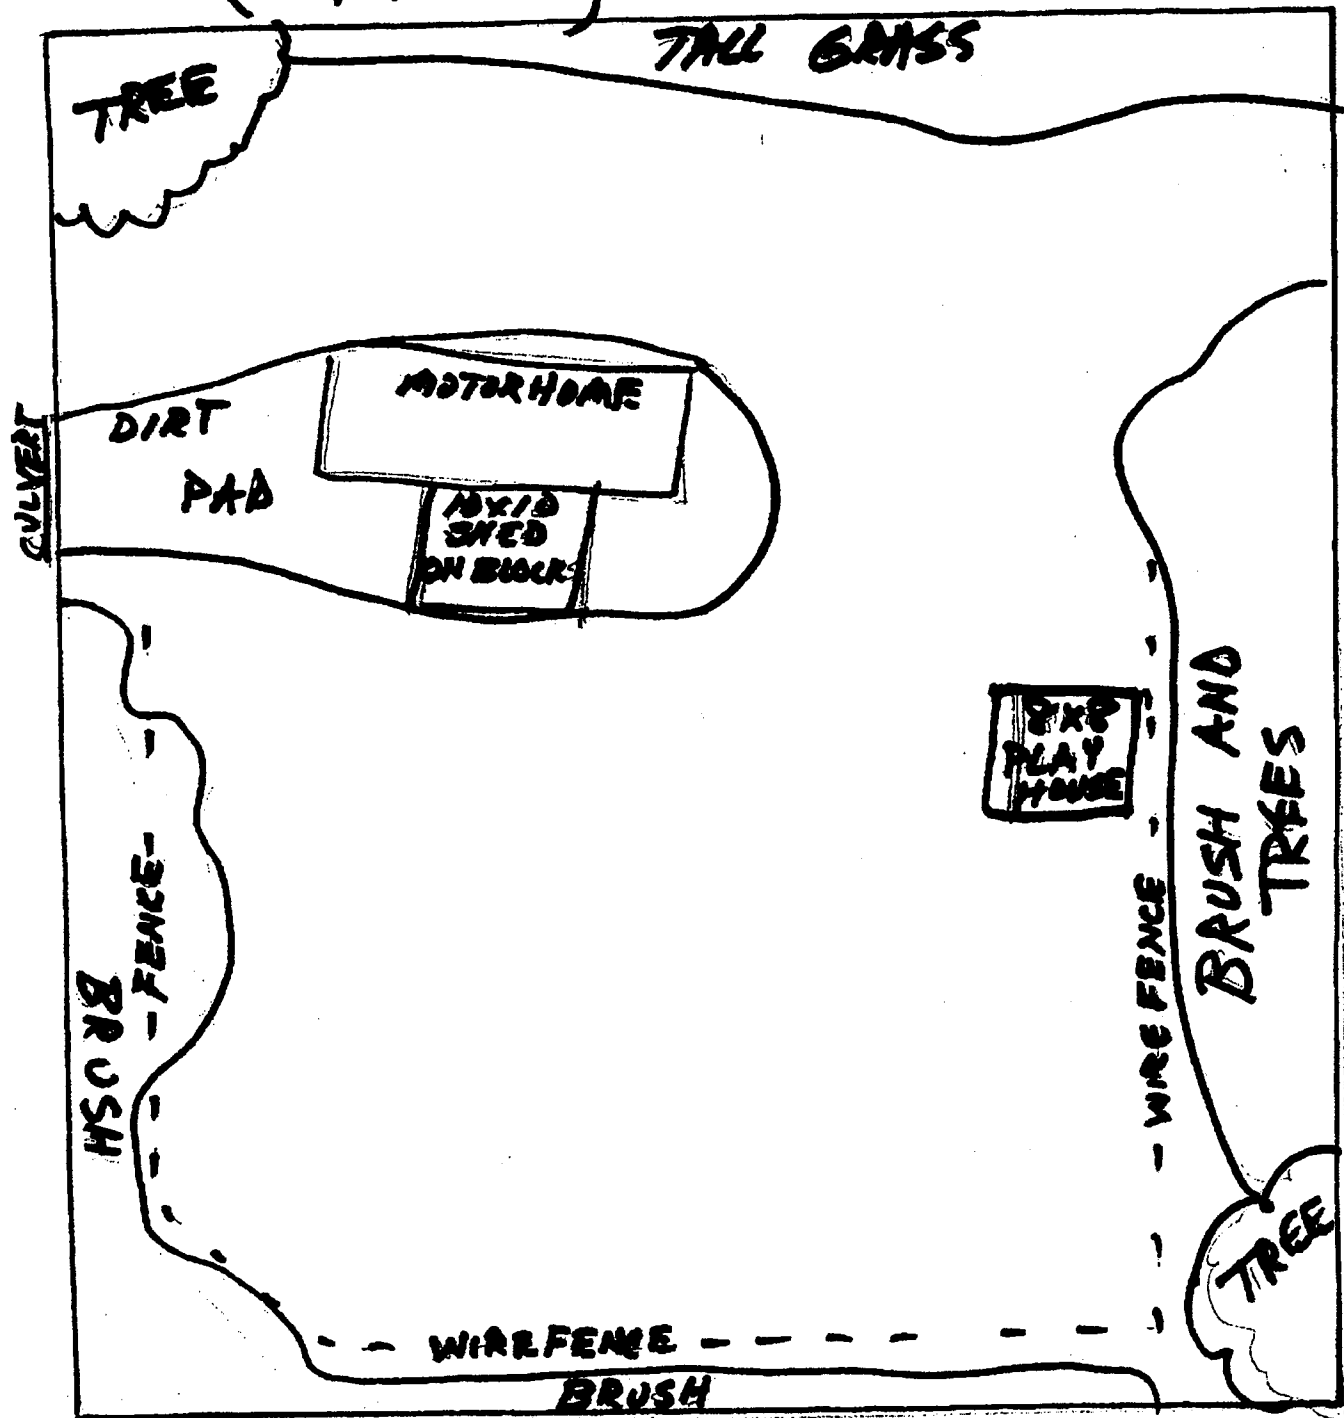 TALL GRASS
TREE
MOTORHOME
DIRT
PAD
CULVERT
10X10
SHED
ON BLOCKS
8X8
PLAY
HOUSE
BRUSH AND
TREES
FENCE
BRUSH
WIRE FENCE
TREE
WIRE FENCE
BRUSH